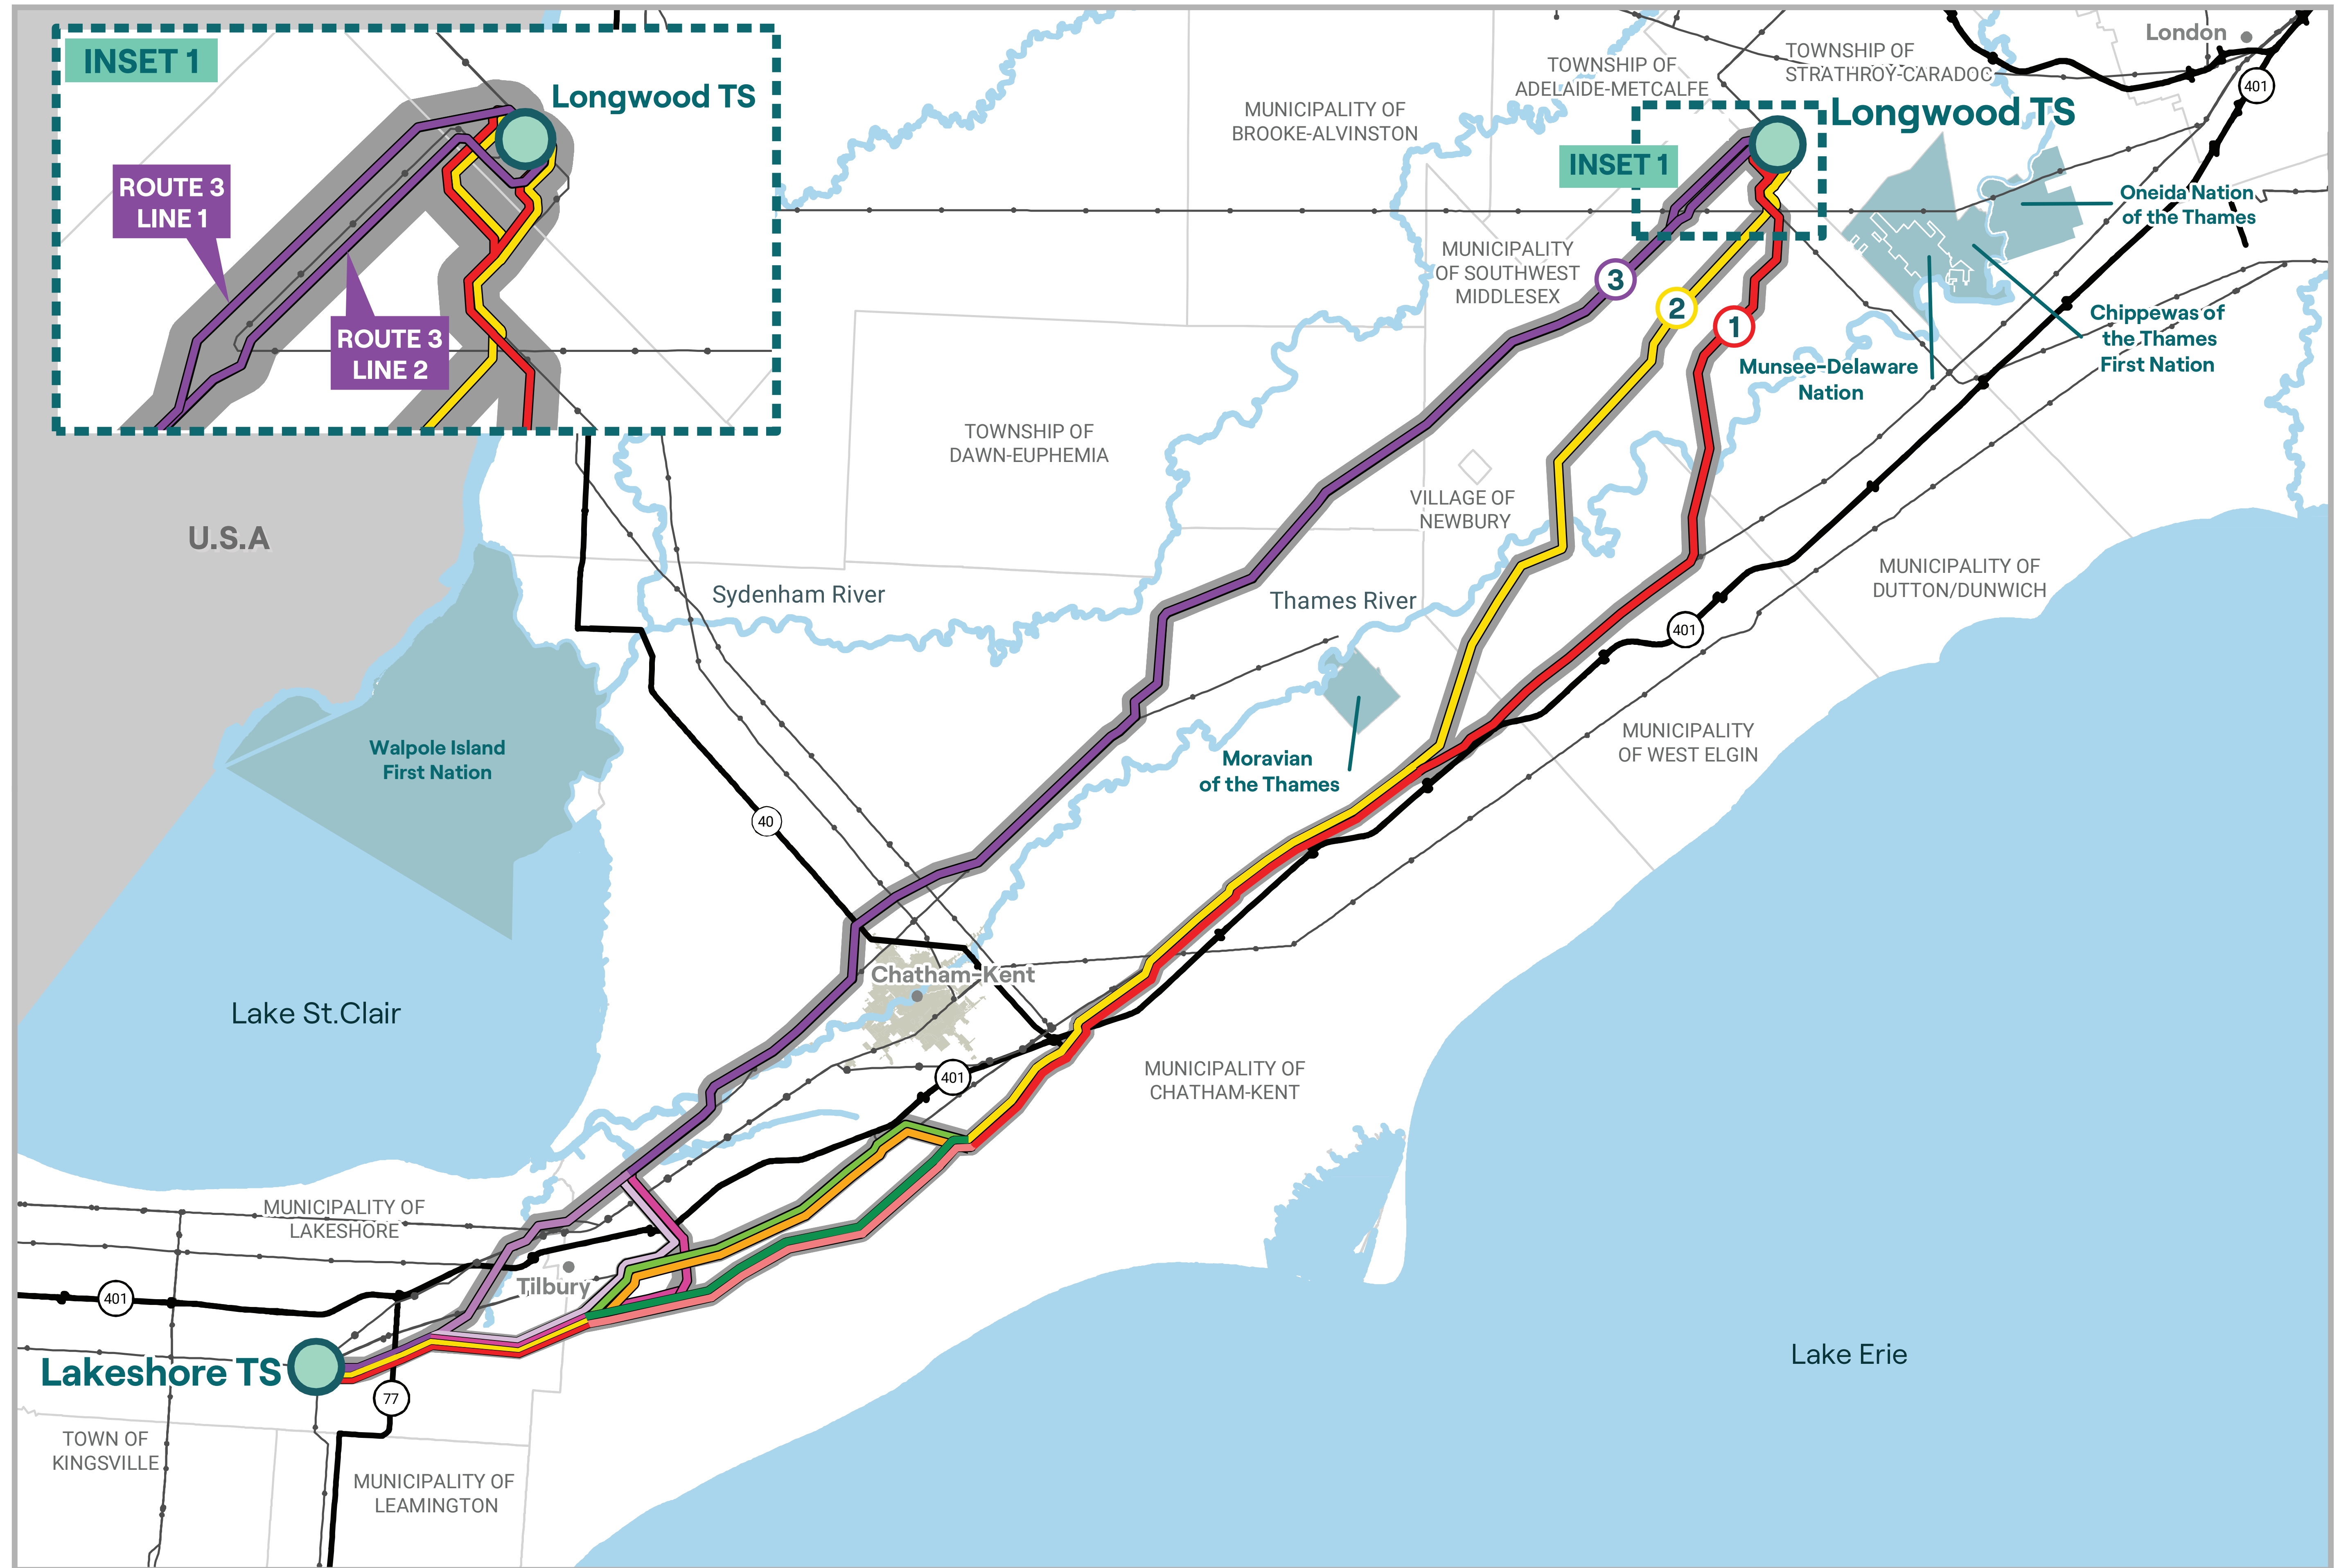 INSET 1
Longwood TS
ROUTE 3
LINE 1
ROUTE 3
LINE 2
London
TOWNSHIP OF
STRATHROY-CARADOC
TOWNSHIP OF
ADELAIDE-METCALFE
401
MUNICIPALITY OF
BROOKE-ALVINSTON
Longwood TS
INSET 1
Oneida Nation
of the Thames
MUNICIPALITY
OF SOUTHWEST
MIDDLESEX
3
2
1
Chippewas of
the Thames
First Nation
Munsee-Delaware
Nation
TOWNSHIP OF
DAWN-EUPHEMIA
VILLAGE OF
NEWBURY
U.S.A
Sydenham River
Thames River
MUNICIPALITY OF
DUTTON/DUNWICH
401
Walpole Island
First Nation
MUNICIPALITY
OF WEST ELGIN
Moravian
of the Thames
40
Chatham-Kent
Lake St.Clair
401
MUNICIPALITY OF
CHATHAM-KENT
MUNICIPALITY OF
LAKESHORE
Tilbury
401
Lakeshore TS
77
Lake Erie
TOWN OF
KINGSVILLE
MUNICIPALITY OF
LEAMINGTON